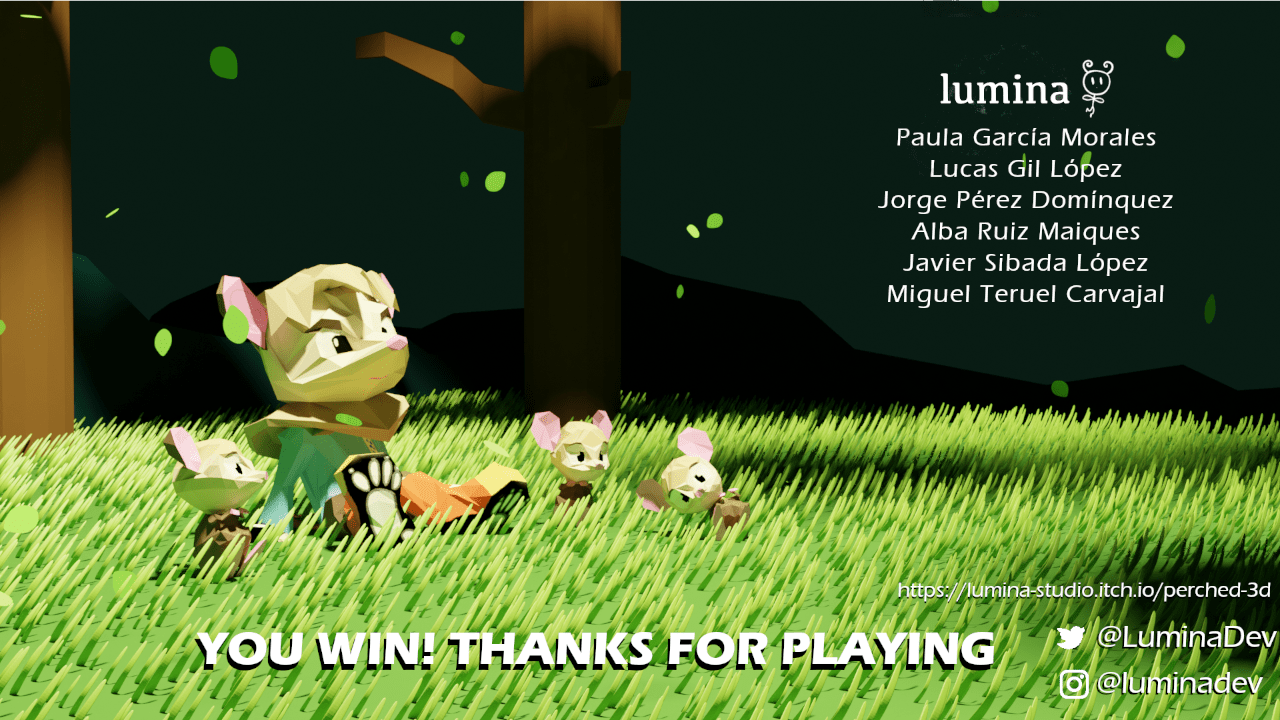 lumina
Paula García Morales
Lucas Gil López
Jorge Pérez Domínquez
Alba Ruiz Maiques
Javier Sibada López
Miguel Teruel Carvajal
https://lumina-studio.itch.io/perched-3d
YOU WIN! THANKS FOR PLAYING
@LuminaDev
@luminadev